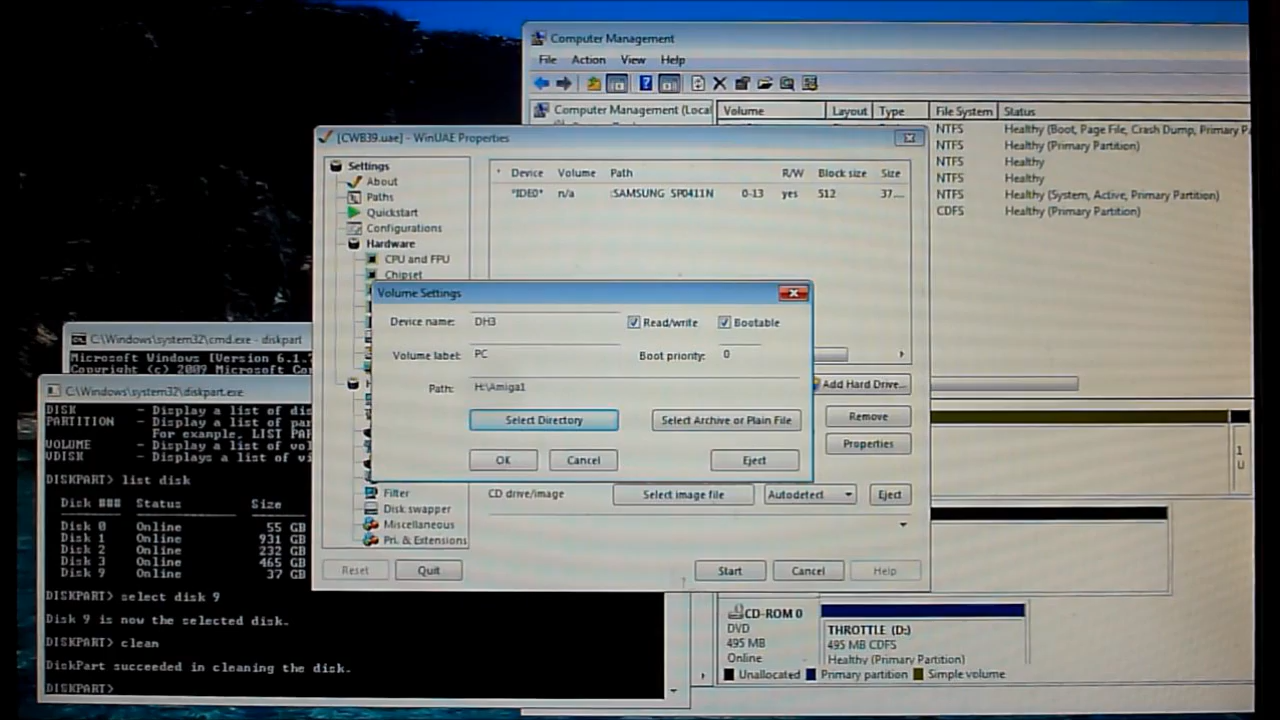 Computer Management
File Action View Help
Computer Management (Local
Volume Layout Type File System Status
NTFS Healthy (Boot, Page File, Crash Dump, Primary Pa
NTFS Healthy (Primary Partition)
NTFS Healthy
NTFS Healthy
NTFS Healthy (System, Active, Primary Partition)
CDFS Healthy (Primary Partition)
[CWB39.uae] - WinUAE Properties
Settings
About
Paths
Quickstart
Configurations
Hardware
CPU and FPU
Chipset
* Device Volume Path R/W Block size Size
*IDE0* n/a :SAMSUNG SP0411N 0-13 yes 512 37....
Volume Settings
Device name: DH3 Read/write Bootable
Volume label: PC Boot priority: 0
Path: H:\Amiga1
Select Directory Select Archive or Plain File
OK Cancel Eject
Add Hard Drive...
Remove
Properties
Filter
Disk swapper
Miscellaneous
Pri. & Extensions
CD drive/image Select image file Autodetect Eject
Reset Quit Start Cancel Help
C:\Windows\system32\cmd.exe - diskpart
Microsoft Windows [Version 6.1.7
Copyright (c) 2009 Microsoft Cor
C:\Windows\system32\diskpart.exe
DISK - Display a list of dis
PARTITION - Display a list of par
For example, LIST PAR
VOLUME - Display a list of vol
VDISK - Displays a list of vi
DISKPART> list disk
Disk ### Status Size
Disk 0 Online 55 GB
Disk 1 Online 931 GB
Disk 2 Online 232 GB
Disk 3 Online 465 GB
Disk 9 Online 37 GB
DISKPART> select disk 9
Disk 9 is now the selected disk.
DISKPART> clean
DiskPart succeeded in cleaning the disk.
DISKPART>
1
U
CD-ROM 0
DVD
495 MB
Online
THROTTLE (D:)
495 MB CDFS
Healthy (Primary Partition)
Unallocated Primary partition Simple volume